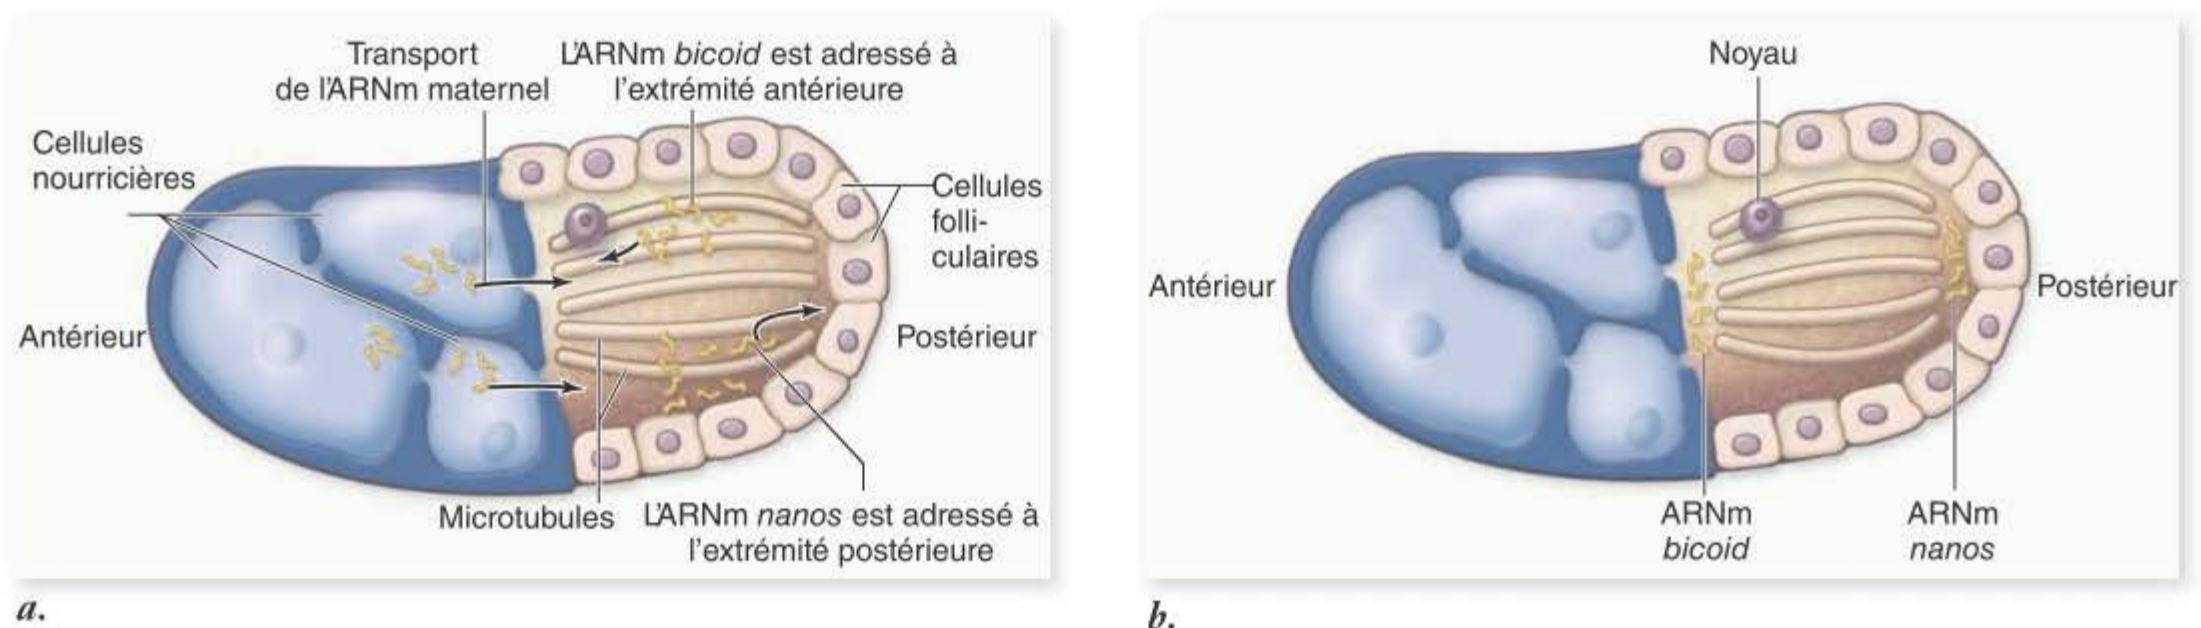 Transport
de l'ARNm maternel
L'ARNm bicoid est adressé à
l'extrémité antérieure
Cellules
nourricières
Cellules
folli-
culaires
Antérieur
Postérieur
Microtubules
L'ARNm nanos est adressé à
l'extrémité postérieure
a.
Noyau
Antérieur
Postérieur
ARNm
bicoid
ARNm
nanos
b.